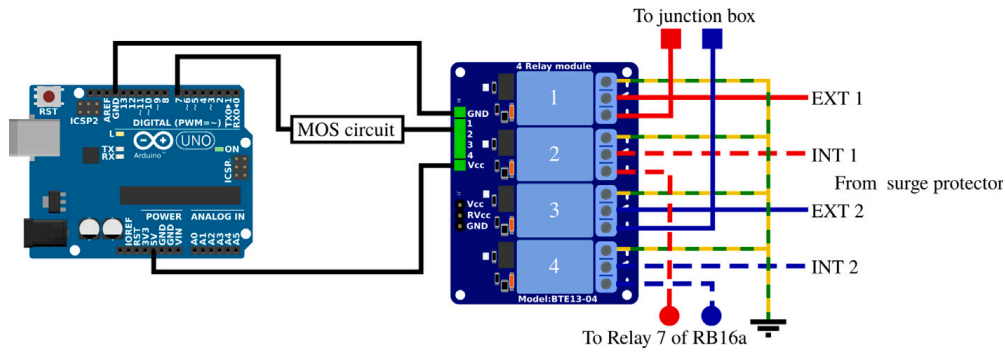 To junction box
4 Relay module
1
2
3
4
Model:BTE13-04
GND
1
2
3
4
Vcc
Vcc
RVcc
GND
EXT 1
INT 1
From surge protector
EXT 2
INT 2
To Relay 7 of RB16a
MOS circuit
RST
ICSP2
AREF
GND
13
12
~11
~10
~9
8
7
~6
~5
4
~3
2
TX0
RX0
DIGITAL (PWM=~)
L
TX
RX
UNO
Arduino
ON
ICSP
POWER
ANALOG IN
IOREF
RST
3V3
5V
GND
GND
VIN
A0
A1
A2
A3
A4
A5